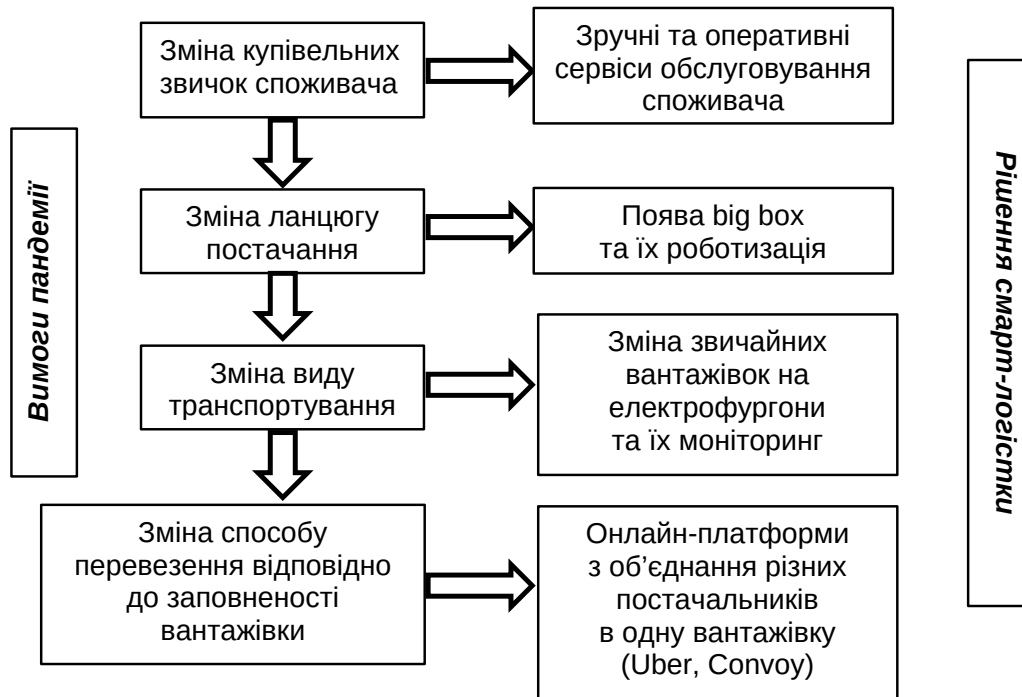 Вимоги пандемії
Зміна купівельних
звичок споживача
Зручні та оперативні
сервіси обслуговування
споживача
Зміна ланцюгу
постачання
Поява big box
та їх роботизація
Зміна виду
транспортування
Зміна звичайних
вантажівок на
електрофургони
та їх моніторинг
Зміна способу
перевезення відповідно
до заповненості
вантажівки
Онлайн-платформи
з об’єднання різних
постачальників
в одну вантажівку
(Uber, Convoy)
Рішення смарт-логістки